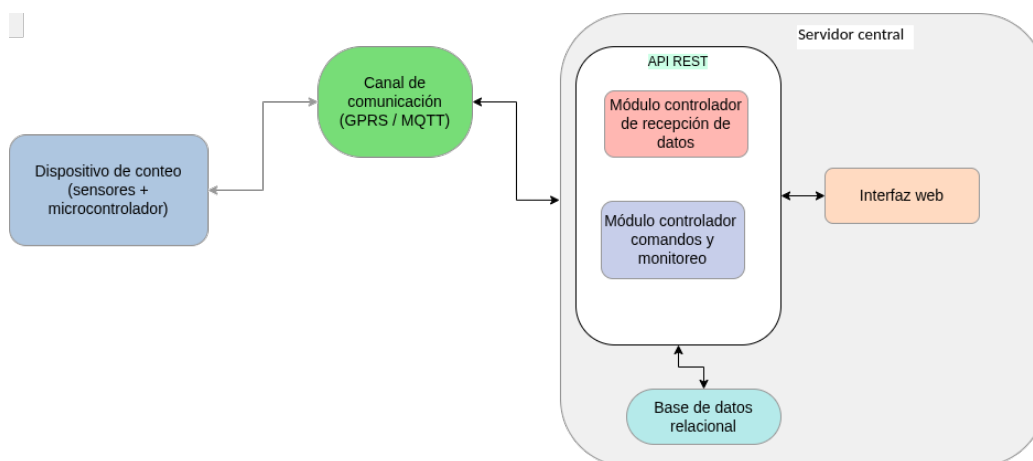 Servidor central
API REST
Canal de
comunicación
(GPRS / MQTT)
Módulo controlador
de recepción de
datos
Dispositivo de conteo
(sensores +
microcontrolador)
Interfaz web
Módulo controlador
comandos y
monitoreo
Base de datos
relacional